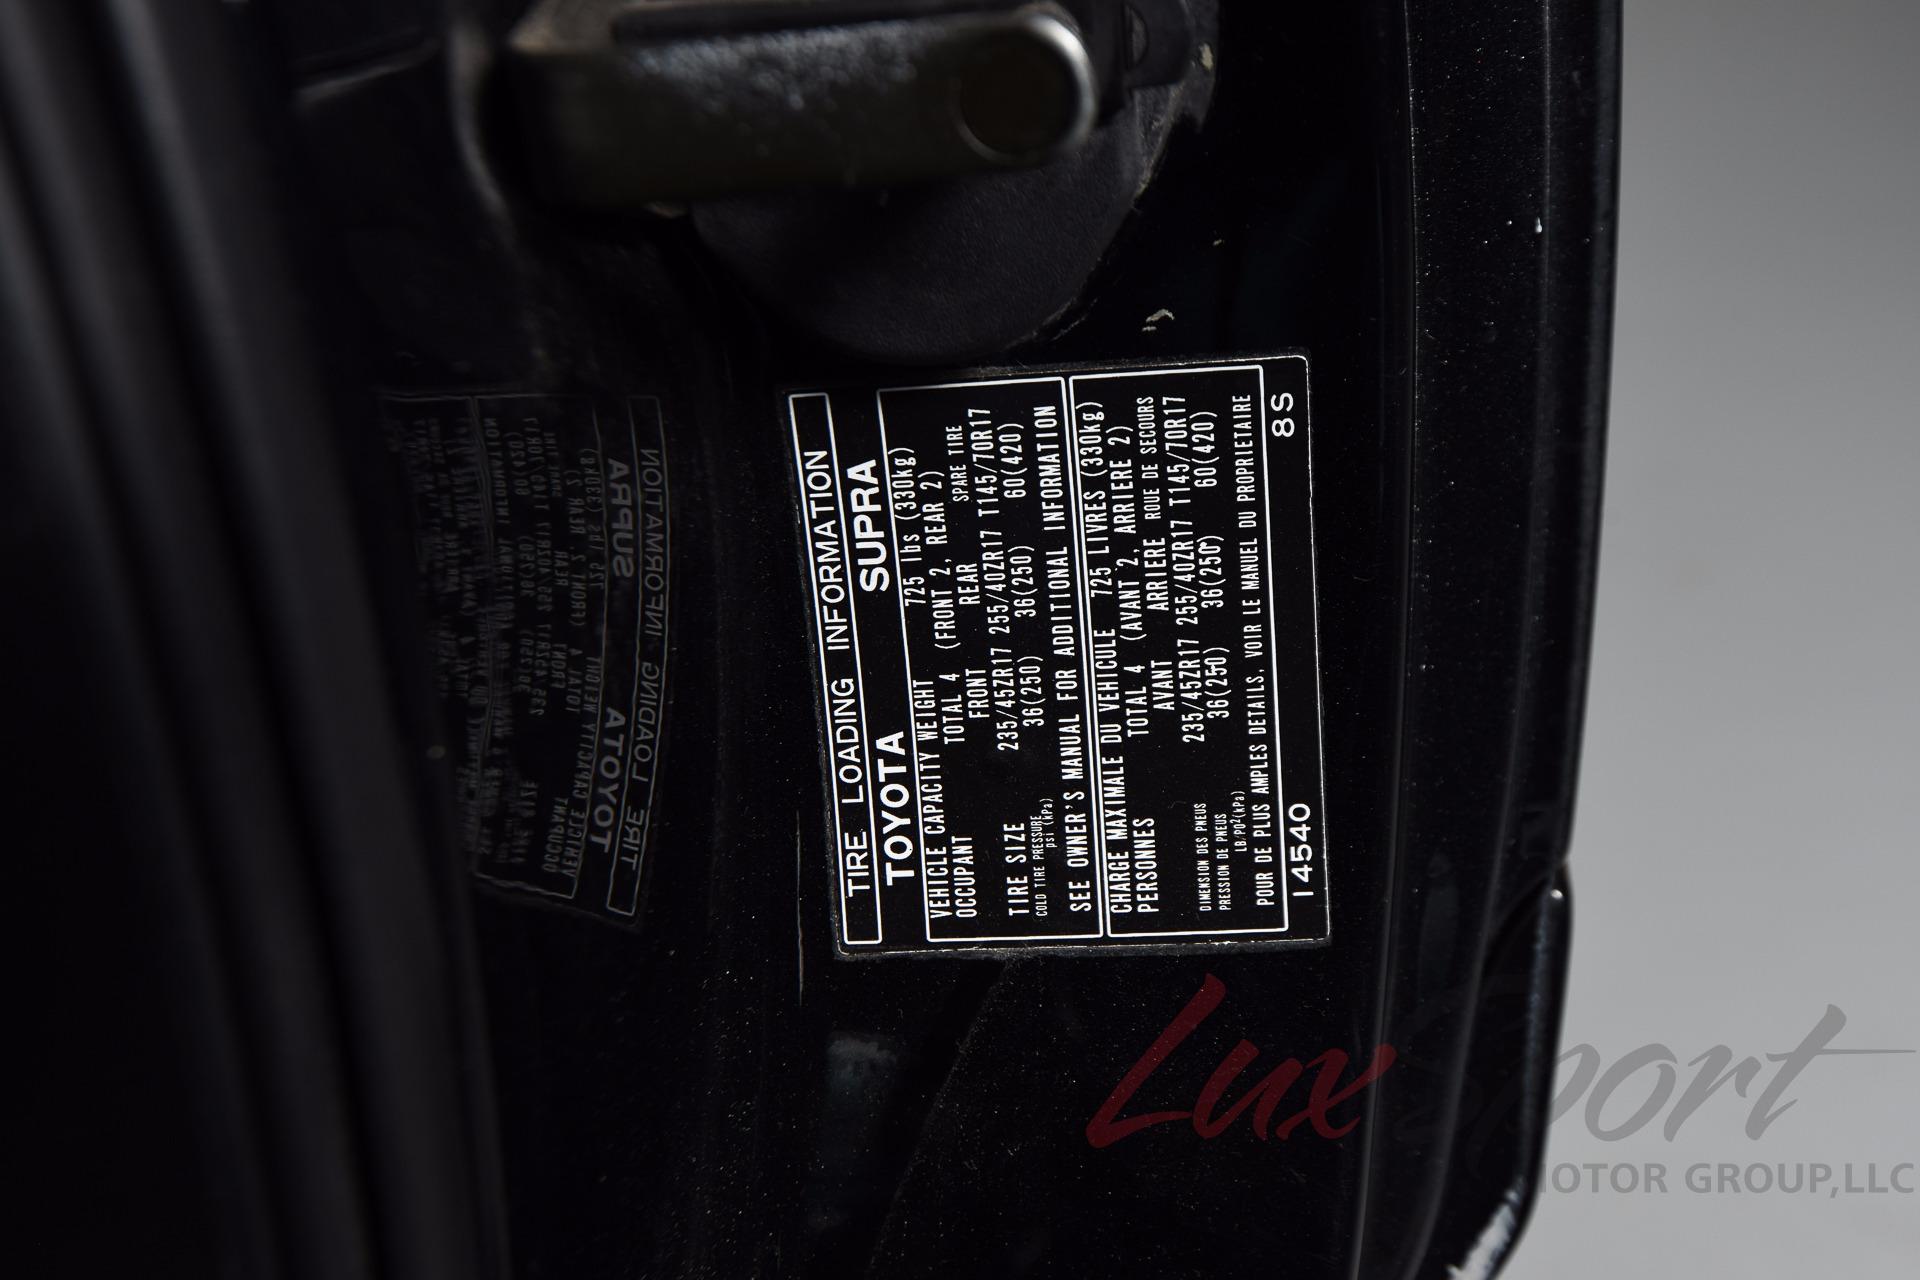 TIRE LOADING INFORMATION
TOYOTA SUPRA
VEHICLE CAPACITY WEIGHT 725 lbs (330kg)
OCCUPANT TOTAL 4 (FRONT 2, REAR 2)
FRONT REAR SPARE TIRE
TIRE SIZE 235/45ZR17 255/40ZR17 T145/70R17
COLD TIRE PRESSURE psi (kPa) 36(250) 36(250) 60(420)
SEE OWNER'S MANUAL FOR ADDITIONAL INFORMATION
CHARGE MAXIMALE DU VEHICULE 725 LIVRES (330kg)
PERSONNES TOTAL 4 (AVANT 2, ARRIERE 2)
AVANT ARRIERE ROUE DE SECOURS
DIMENSION DES PNEUS 235/45ZR17 255/40ZR17 T145/70R17
PRESSION DE PNEUS LB/PO²(kPa) 36(250) 36(250) 60(420)
POUR DE PLUS AMPLES DETAILS, VOIR LE MANUEL DU PROPRIETAIRE
14540 8S
LuxSport
MOTOR GROUP,LLC